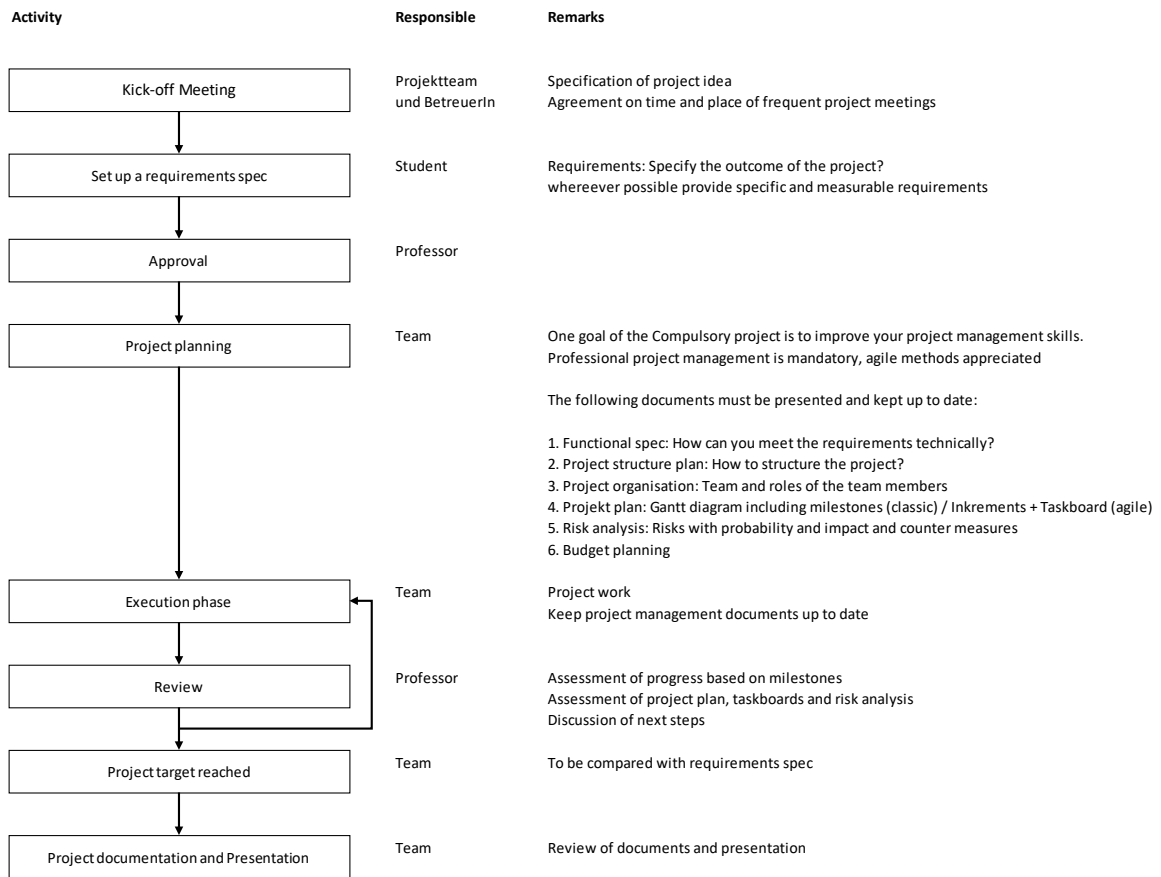 Activity Responsible Remarks
Kick-off Meeting
Projektteam
und BetreuerIn
Specification of project idea
Agreement on time and place of frequent project meetings
Set up a requirements spec
Student
Requirements: Specify the outcome of the project?
whereever possible provide specific and measurable requirements
Approval
Professor
Project planning
Team
One goal of the Compulsory project is to improve your project management skills.
Professional project management is mandatory, agile methods appreciated
The following documents must be presented and kept up to date:
1. Functional spec: How can you meet the requirements technically?
2. Project structure plan: How to structure the project?
3. Project organisation: Team and roles of the team members
4. Projekt plan: Gantt diagram including milestones (classic) / Inkrements + Taskboard (agile)
5. Risk analysis: Risks with probability and impact and counter measures
6. Budget planning
Execution phase
Team
Project work
Keep project management documents up to date
Review
Professor
Assessment of progress based on milestones
Assessment of project plan, taskboards and risk analysis
Discussion of next steps
Project target reached
Team
To be compared with requirements spec
Project documentation and Presentation
Team
Review of documents and presentation